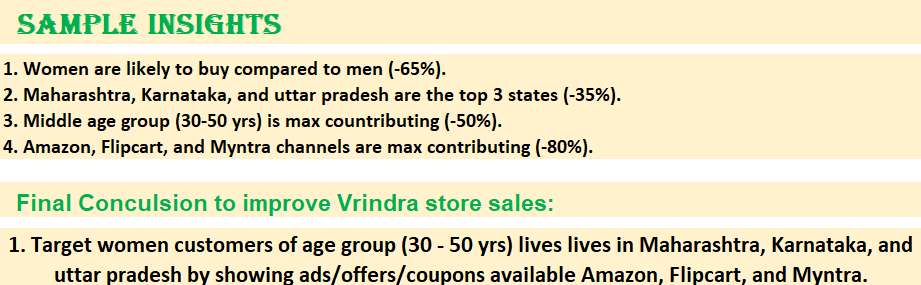 SAMPLE INSIGHTS
1. Women are likely to buy compared to men (-65%).
2. Maharashtra, Karnataka, and uttar pradesh are the top 3 states (-35%).
3. Middle age group (30-50 yrs) is max countributing (-50%).
4. Amazon, Flipcart, and Myntra channels are max contributing (-80%).
Final Conculsion to improve Vrindra store sales:
1. Target women customers of age group (30 - 50 yrs) lives lives in Maharashtra, Karnataka, and
uttar pradesh by showing ads/offers/coupons available Amazon, Flipcart, and Myntra.